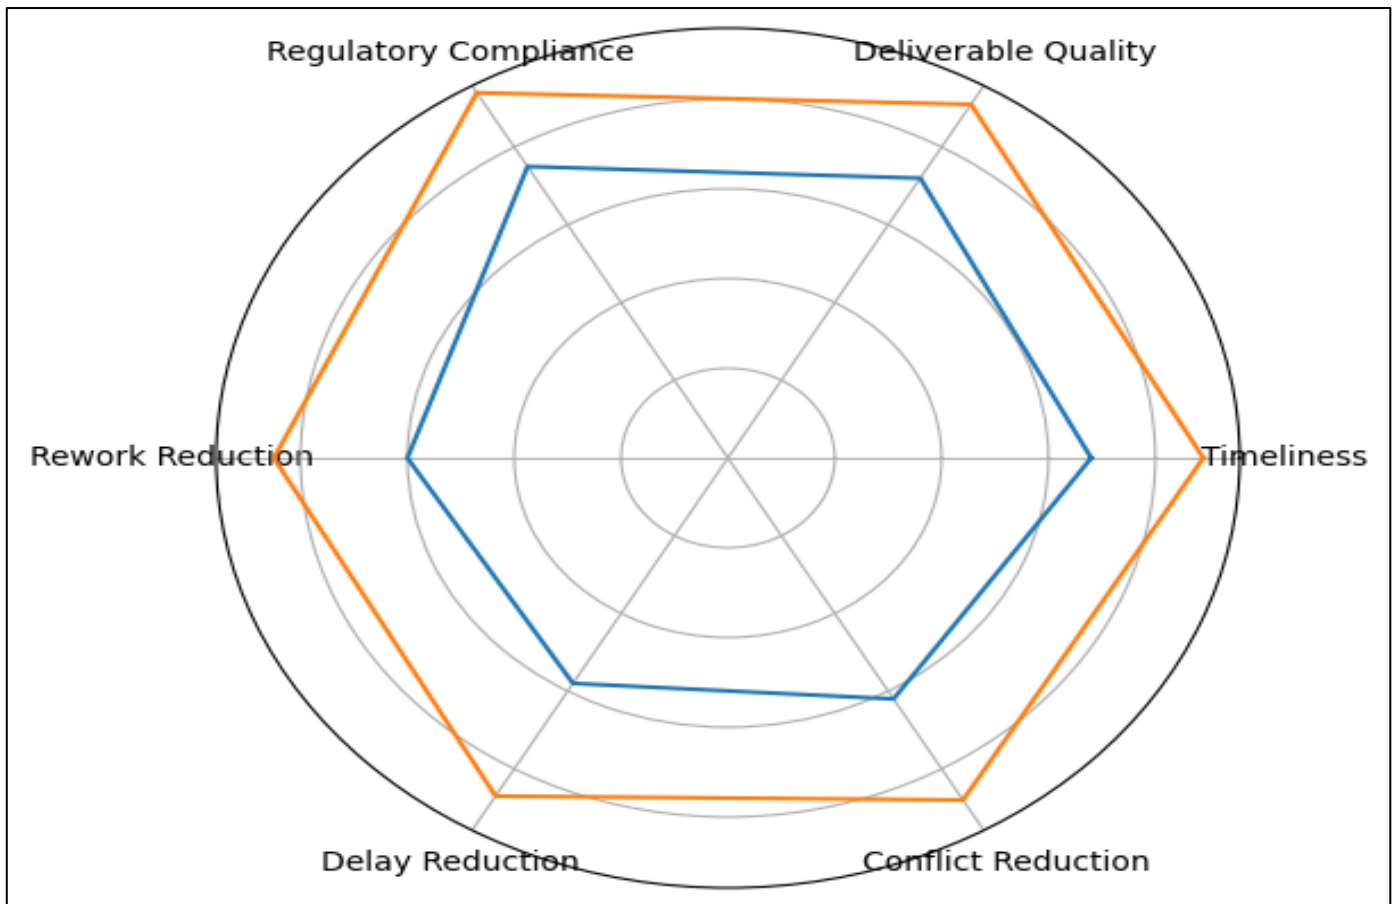 Regulatory Compliance
Deliverable Quality
Rework Reduction
Timeliness
Delay Reduction
Conflict Reduction